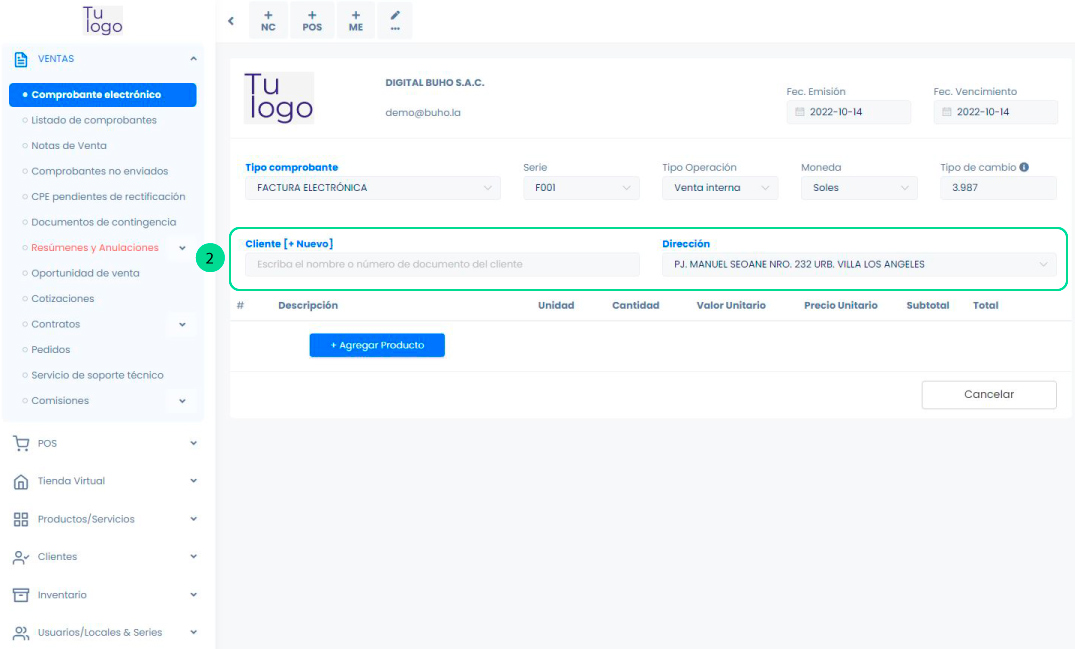 Tu
logo
VENTAS
Comprobante electrónico
Listado de comprobantes
Notas de Venta
Comprobantes no enviados
CPE pendientes de rectificación
Documentos de contingencia
Resúmenes y Anulaciones
Oportunidad de venta
Cotizaciones
Contratos
Pedidos
Servicio de soporte técnico
Comisiones
POS
Tienda Virtual
Productos/Servicios
Clientes
Inventario
Usuarios/Locales & Series
+ NC
+ POS
+ ME
...
Tu
logo
DIGITAL BUHO S.A.C.
demo@buho.la
Fec. Emisión
2022-10-14
Fec. Vencimiento
2022-10-14
Tipo comprobante
FACTURA ELECTRÓNICA
Serie
F001
Tipo Operación
Venta interna
Moneda
Soles
Tipo de cambio
3.987
2
Cliente [+ Nuevo]
Escriba el nombre o número de documento del cliente
Dirección
PJ. MANUEL SEOANE NRO. 232 URB. VILLA LOS ANGELES
# Descripción Unidad Cantidad Valor Unitario Precio Unitario Subtotal Total
+ Agregar Producto
Cancelar